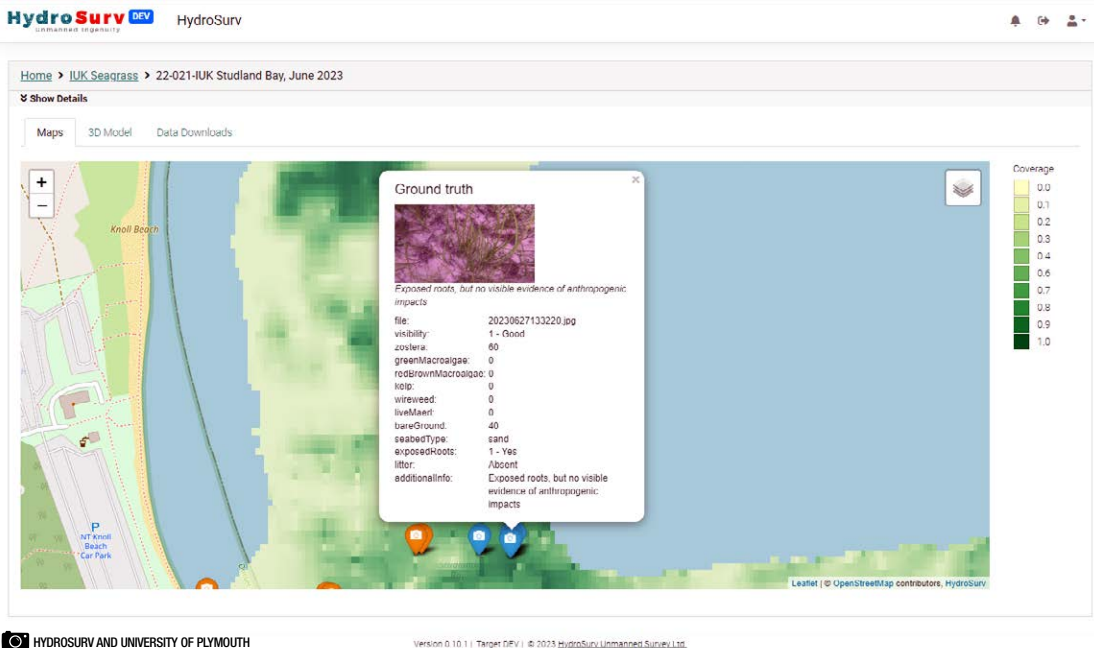 HydroSurv DEV
unmanned ingenuity
HydroSurv
Home > IUK Seagrass > 22-021-IUK Studland Bay, June 2023
Show Details
Maps 3D Model Data Downloads
+
−
Knoll Beach
P
NT Knoll
Beach
Car Park
Ground truth
×
Exposed roots, but no visible evidence of anthropogenic
impacts
file: 20230627133220.jpg
visibility: 1 - Good
zostera: 60
greenMacroalgae: 0
redBrownMacroalgae: 0
kelp: 0
wireweed: 0
liveMaerl: 0
bareGround: 40
seabedType: sand
exposedRoots: 1 - Yes
litter: Absent
additionalInfo: Exposed roots, but no visible
evidence of anthropogenic
impacts
Coverage
0.0
0.1
0.2
0.3
0.4
0.6
0.7
0.8
0.9
1.0
Leaflet | © OpenStreetMap contributors, HydroSurv
HYDROSURV AND UNIVERSITY OF PLYMOUTH
Version 0.10.1 | Target DEV | © 2023 HydroSurv Unmanned Survey Ltd.